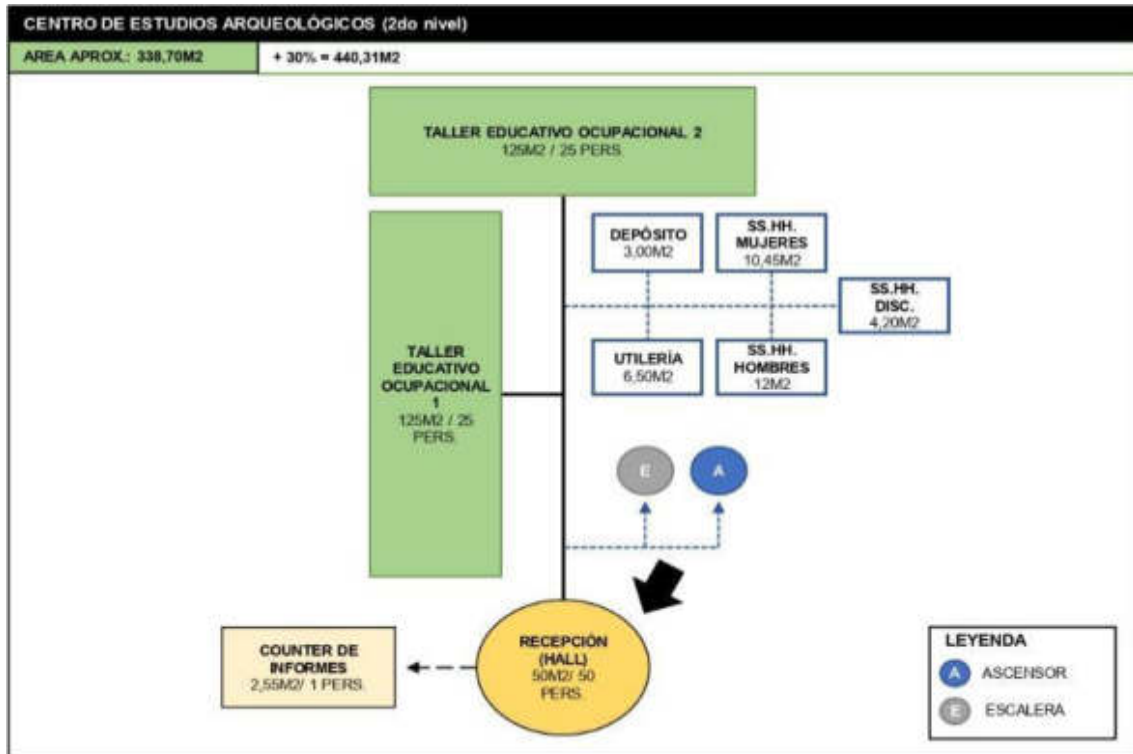 CENTRO DE ESTUDIOS ARQUEOLÓGICOS (2do nivel)
AREA APROX.: 338,70M2
+ 30% = 440,31M2
TALLER EDUCATIVO OCUPACIONAL 2
125M2 / 25 PERS.
DEPÓSITO
3,00M2
SS.HH.
MUJERES
10,45M2
SS.HH.
DISC.
4,20M2
TALLER
EDUCATIVO
OCUPACIONAL
1
125M2 / 25
PERS.
UTILERÍA
6,50M2
SS.HH.
HOMBRES
12M2
E
A
COUNTER DE
INFORMES
2,55M2/ 1 PERS.
RECEPCIÓN
(HALL)
50M2/ 50
PERS.
LEYENDA
A ASCENSOR
E ESCALERA